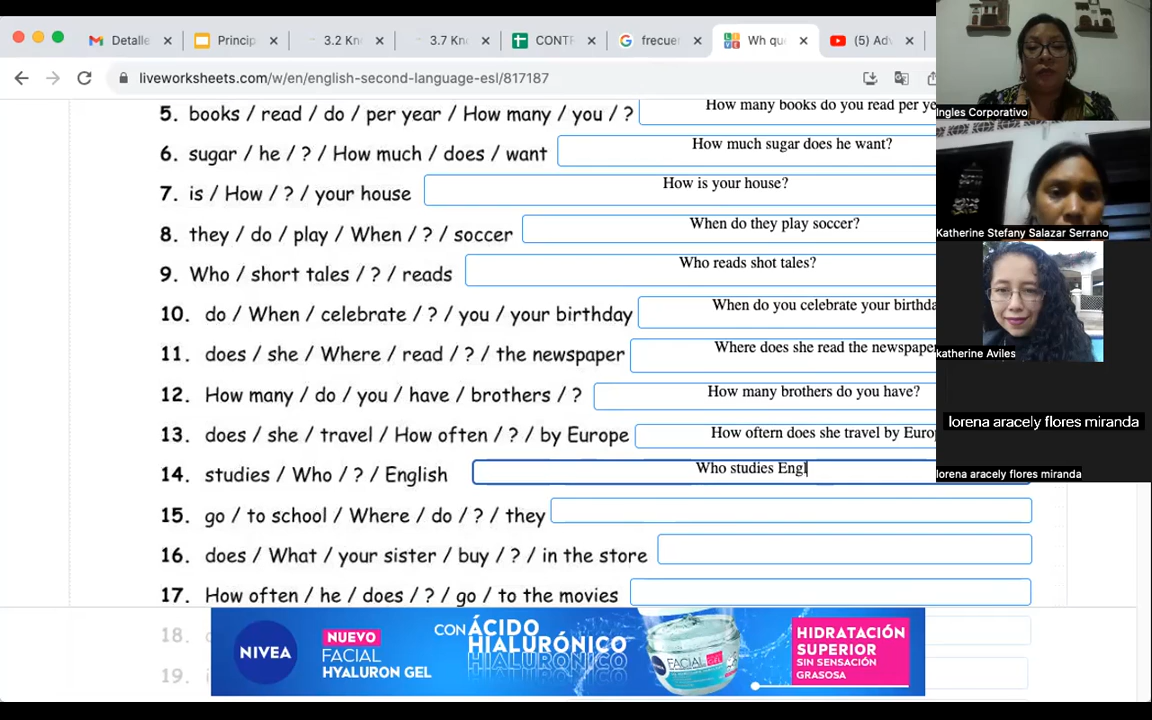 Detalle
Princip
3.2 Kn
3.7 Kn
CONTR
frecuer
Wh qu
(5) Adv
liveworksheets.com/w/en/english-second-language-esl/817187
Ingles Corporativo
5. books / read / do / per year / How many / you / ? How many books do you read per ye
6. sugar / he / ? / How much / does / want How much sugar does he want?
7. is / How / ? / your house How is your house?
8. they / do / play / When / ? / soccer When do they play soccer?
Katherine Stefany Salazar Serrano
9. Who / short tales / ? / reads Who reads shot tales?
10. do / When / celebrate / ? / you / your birthday When do you celebrate your birthda
11. does / she / Where / read / ? / the newspaper Where does she read the newspaper
katherine Aviles
12. How many / do / you / have / brothers / ? How many brothers do you have?
lorena aracely flores miranda
13. does / she / travel / How often / ? / by Europe How oftern does she travel by Europ
14. studies / Who / ? / English Who studies Engl
lorena aracely flores miranda
15. go / to school / Where / do / ? / they
16. does / What / your sister / buy / ? / in the store
17. How often / he / does / ? / go / to the movies
18.
19.
NIVEA
NUEVO
FACIAL
HYALURON GEL
CON ÁCIDO
HIALURÓNICO
HIALURÓNICO
NIVEA
FACIAL
HIDRATACIÓN
SUPERIOR
SIN SENSACIÓN
GRASOSA